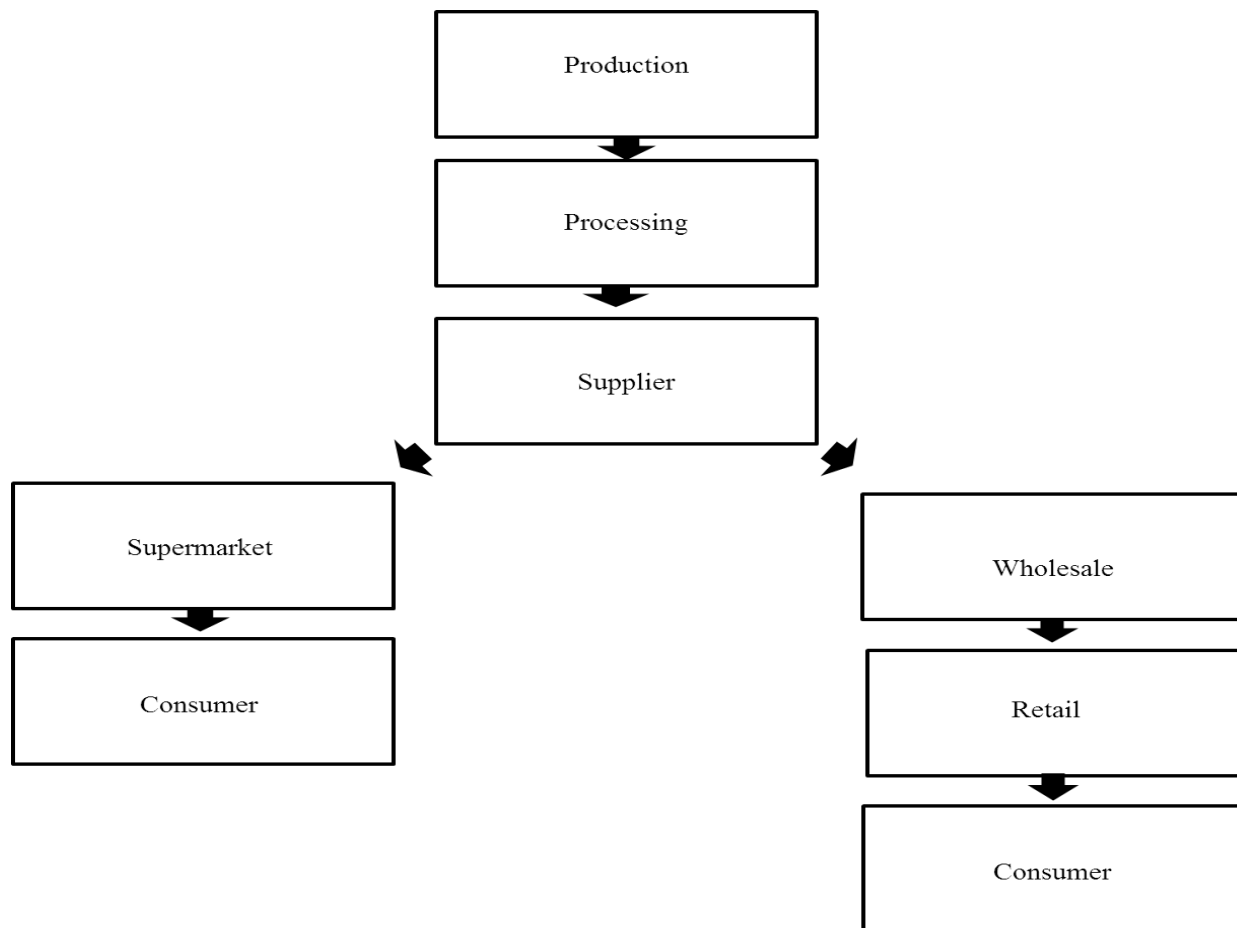 Production
Processing
Supplier
Supermarket
Consumer
Wholesale
Retail
Consumer